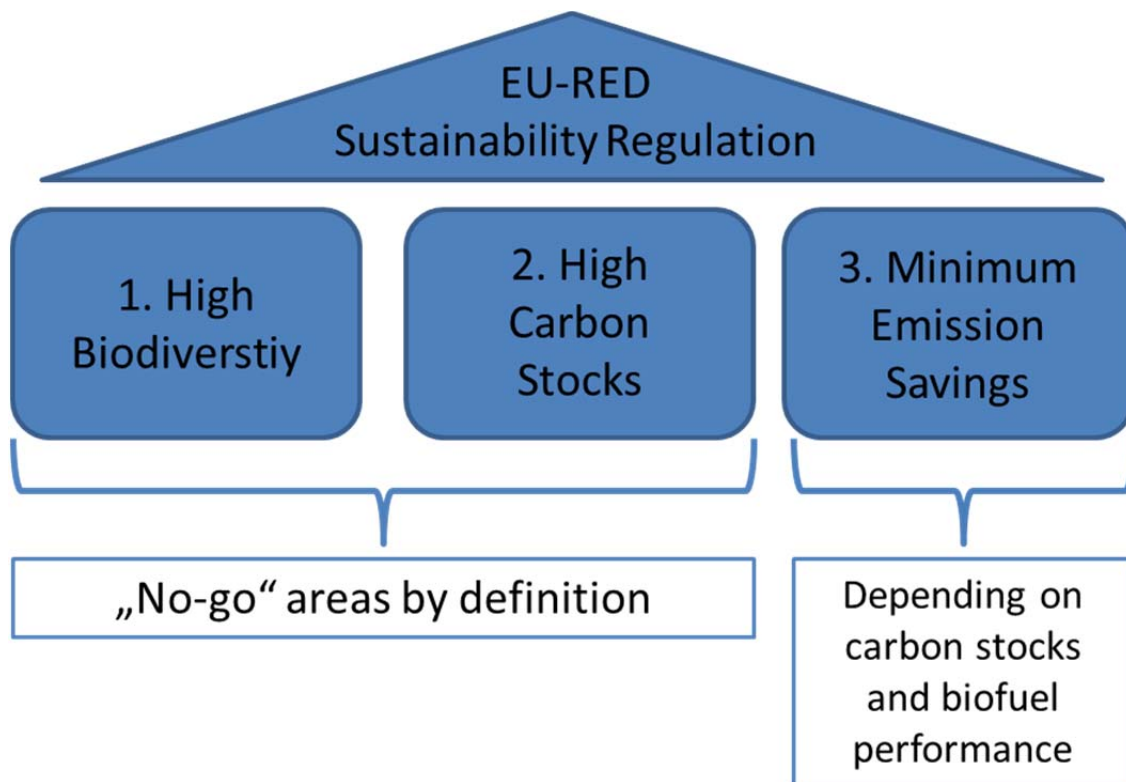 EU-RED
Sustainability Regulation
1. High
Biodiverstiy
2. High
Carbon
Stocks
3. Minimum
Emission
Savings
„No-go“ areas by definition
Depending on
carbon stocks
and biofuel
performance